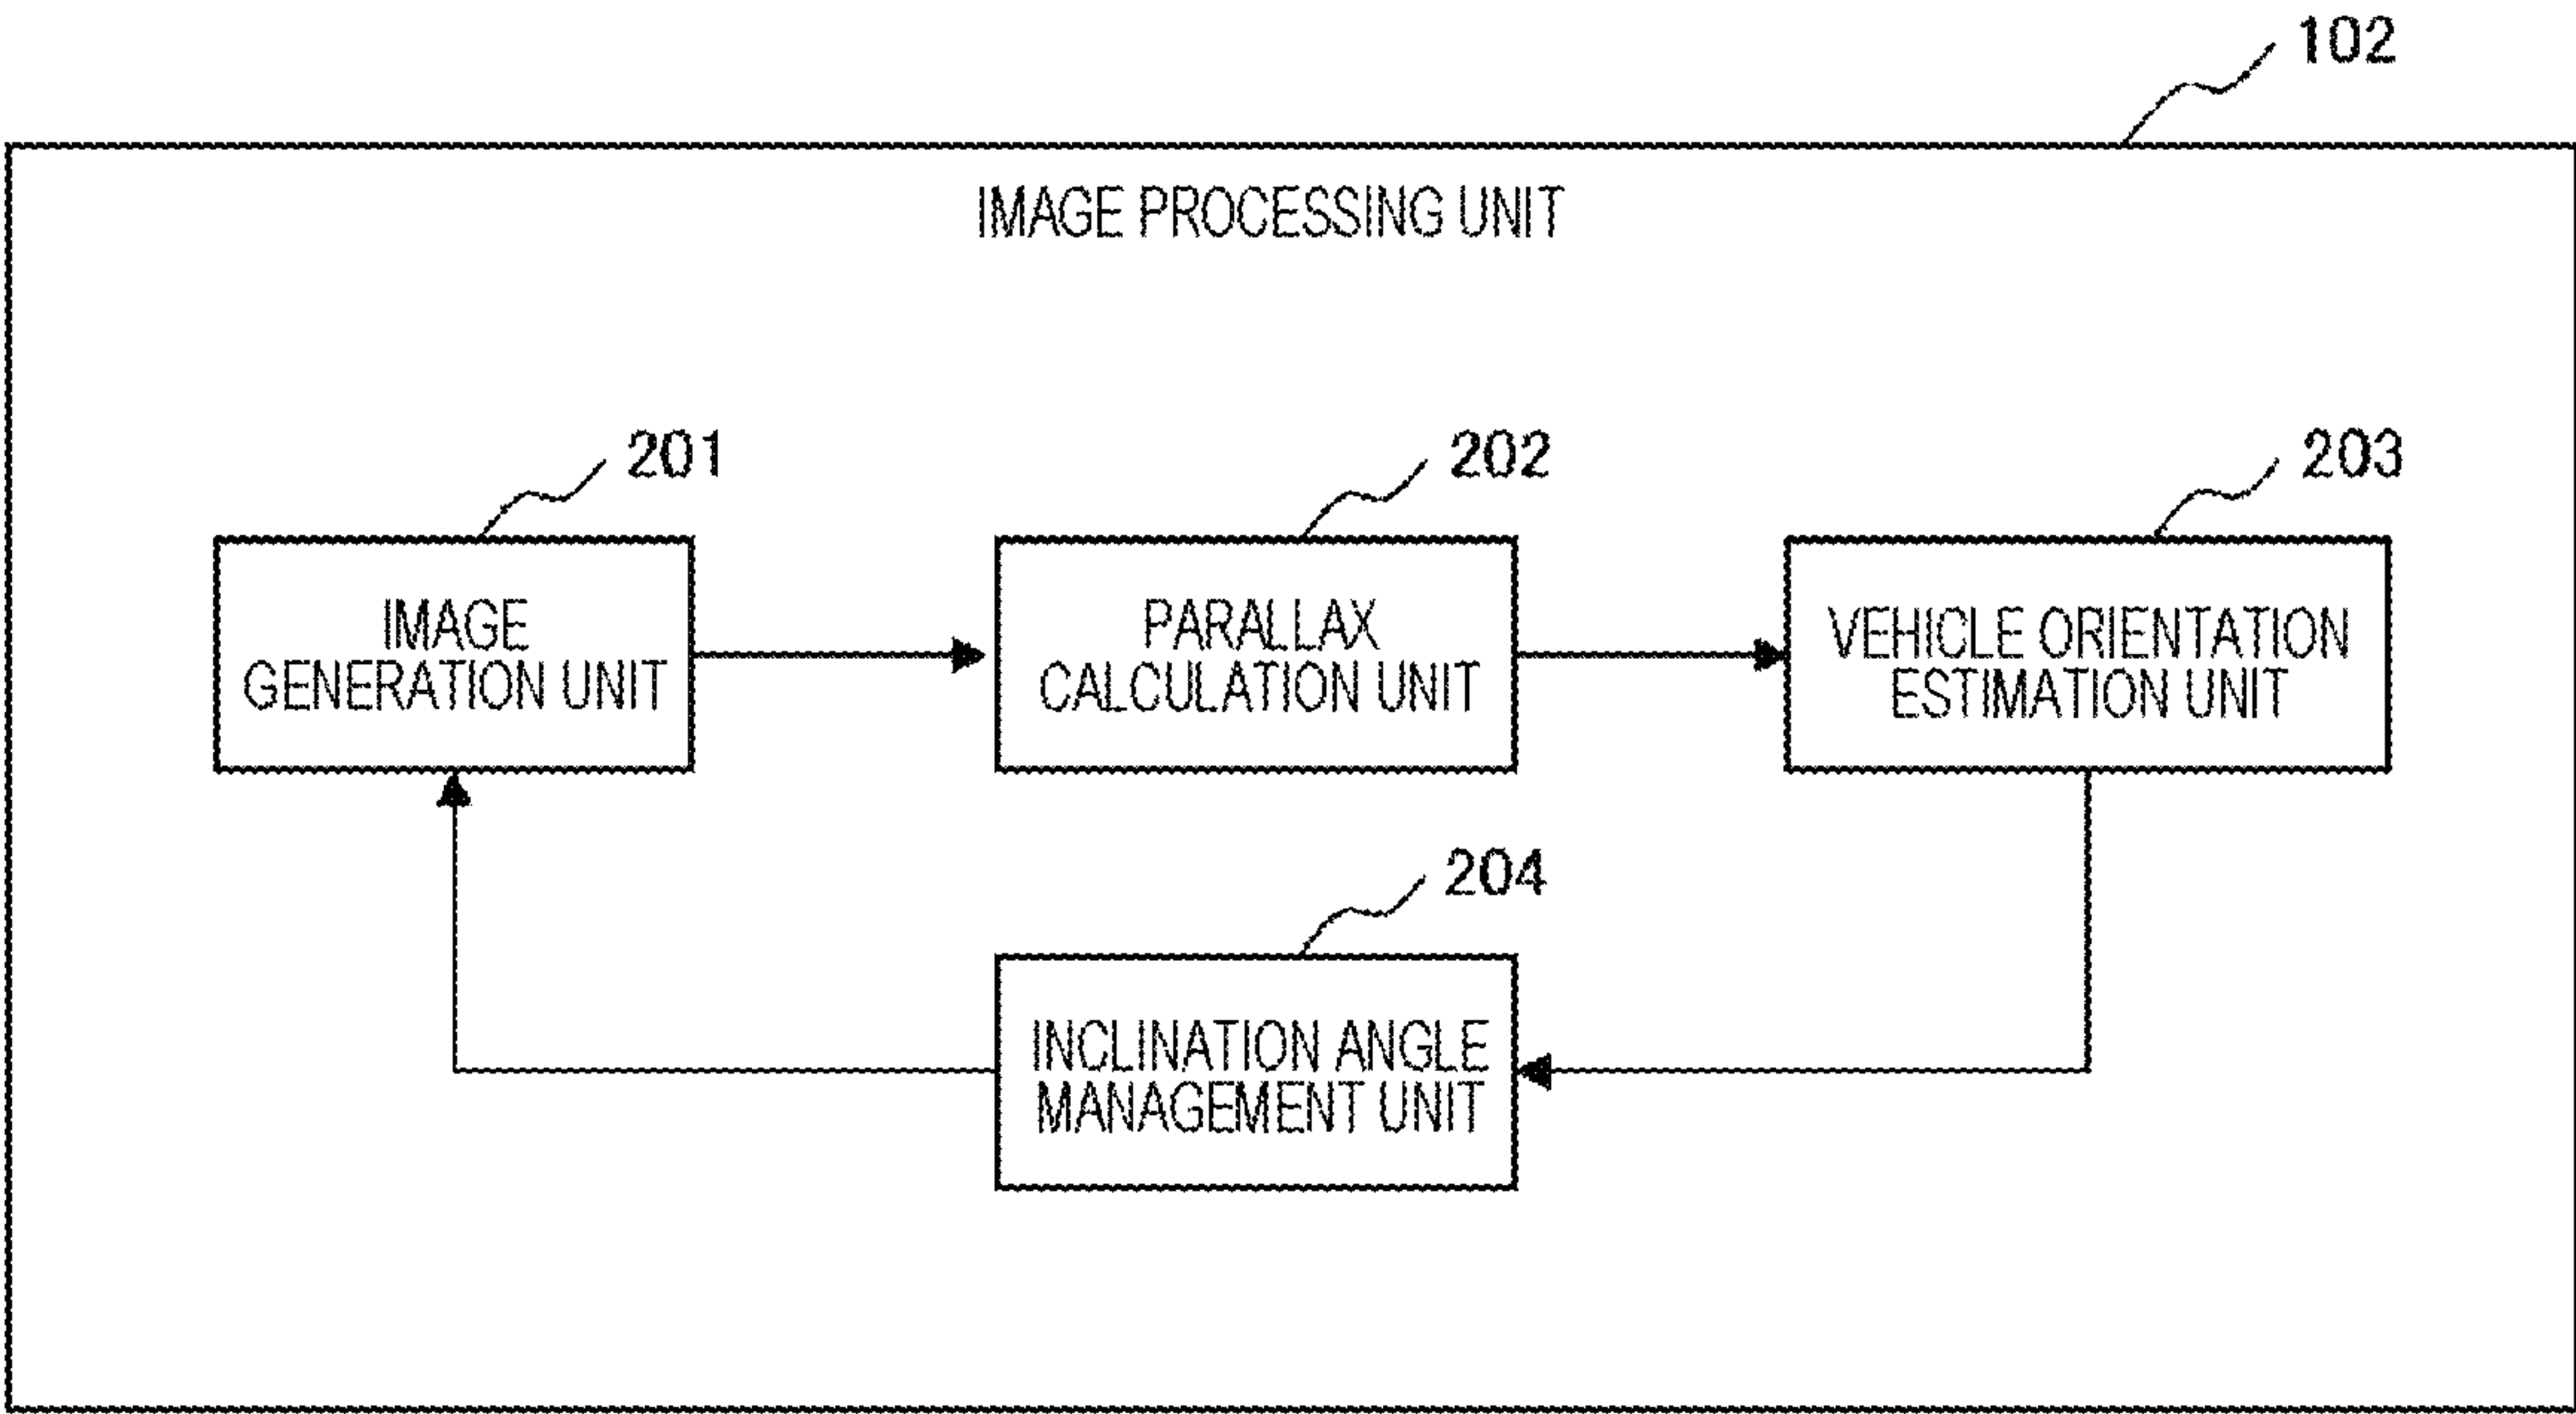 102
IMAGE PROCESSING UNIT
201
202
203
IMAGE
GENERATION UNIT
PARALLAX
CALCULATION UNIT
VEHICLE ORIENTATION
ESTIMATION UNIT
204
INCLINATION ANGLE
MANAGEMENT UNIT